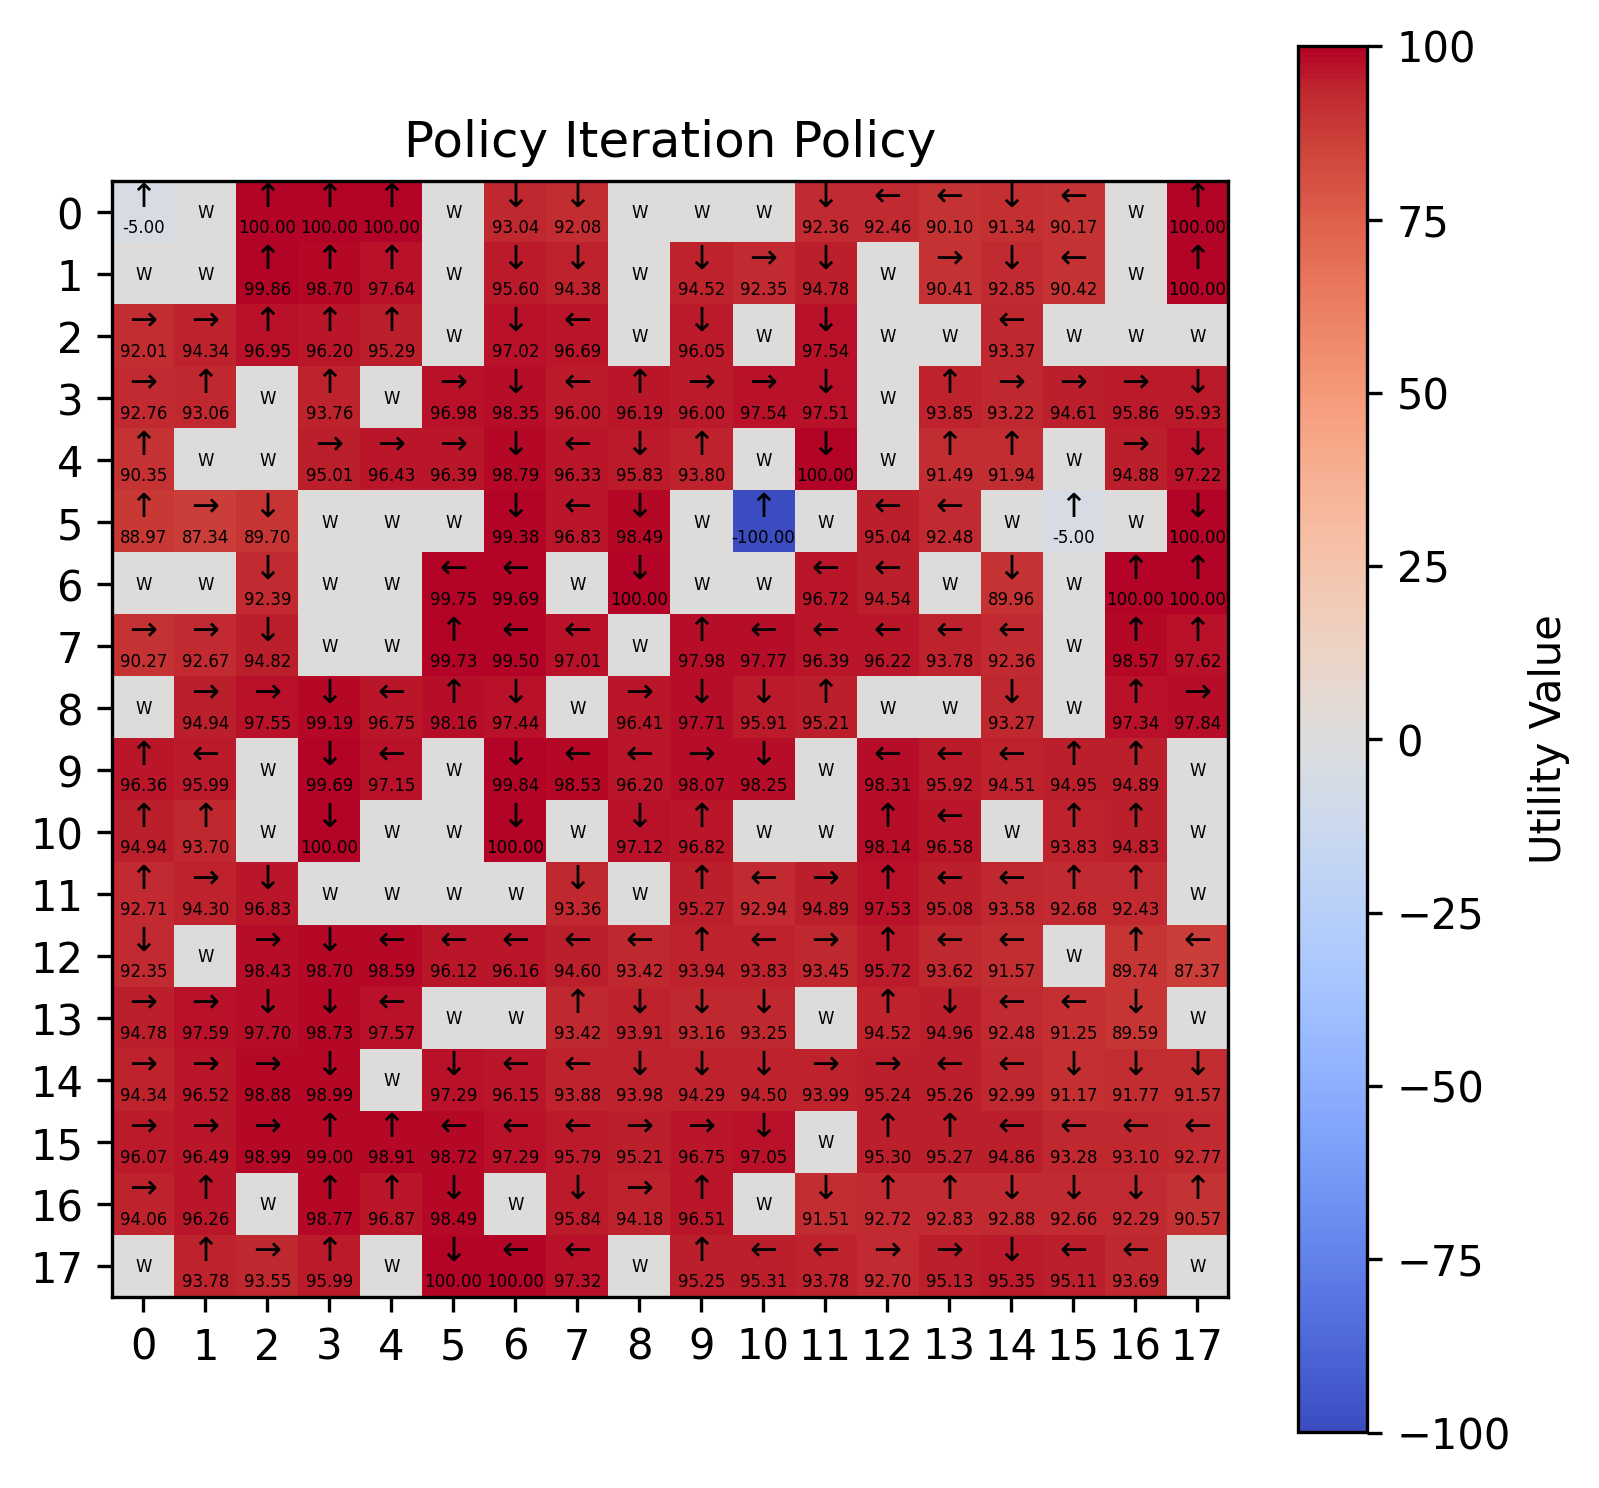 Policy Iteration Policy
0 ↑ W ↑ ↑ ↑ W ↓ ↓ W W W ↓ ← ← ↓ ← W ↑
-5.00 100.00 100.00 100.00 93.04 92.08 92.36 92.46 90.10 91.34 90.17 100.00
1 W W ↑ ↑ ↑ W ↓ ↓ W ↓ → ↓ W → ↓ ← W ↑
99.86 98.70 97.64 95.60 94.38 94.52 92.35 94.78 90.41 92.85 90.42 100.00
2 → → ↑ ↑ ↑ W ↓ ← W ↓ W ↓ W W ← W W W
92.01 94.34 96.95 96.20 95.29 97.02 96.69 96.05 97.54 93.37
3 → ↑ W ↑ W → ↓ ← ↑ → → ↓ W ↑ → → → ↓
92.76 93.06 93.76 96.98 98.35 96.00 96.19 96.00 97.54 97.51 93.85 93.22 94.61 95.86 95.93
4 ↑ W W → → → ↓ ← ↓ ↑ W ↓ W ↑ ↑ W → ↓
90.35 95.01 96.43 96.39 98.79 96.33 95.83 93.80 100.00 91.49 91.94 94.88 97.22
5 ↑ → ↓ W W W ↓ ← ↓ W ↑ W ← ← W ↑ W ↓
88.97 87.34 89.70 99.38 96.83 98.49 -100.00 95.04 92.48 -5.00 100.00
6 W W ↓ W W ← ← W ↓ W W ← ← W ↓ W ↑ ↑
92.39 99.75 99.69 100.00 96.72 94.54 89.96 100.00 100.00
7 → → ↓ W W ↑ ← ← W ↑ ← ← ← ← ← W ↑ ↑
90.27 92.67 94.82 99.73 99.50 97.01 97.98 97.77 96.39 96.22 93.78 92.36 98.57 97.62
8 W → → ↓ ← ↑ ↓ W → ↓ ↓ ↑ W W ↓ W ↑ →
94.94 97.55 99.19 96.75 98.16 97.44 96.41 97.71 95.91 95.21 93.27 97.34 97.84
9 ↑ ← W ↓ ← W ↓ ← ← → ↓ W ← ← ← ↑ ↑ W
96.36 95.99 99.69 97.15 99.84 98.53 96.20 98.07 98.25 98.31 95.92 94.51 94.95 94.89
10 ↑ ↑ W ↓ W W ↓ W ↓ ↑ W W ↑ ← W ↑ ↑ W
94.94 93.70 100.00 100.00 97.12 96.82 98.14 96.58 93.83 94.83
11 ↑ → ↓ W W W W ↓ W ↑ ← → ↑ ← ← ↑ ↑ W
92.71 94.30 96.83 93.36 95.27 92.94 94.89 97.53 95.08 93.58 92.68 92.43
12 ↓ W → ↓ ← ← ← ← ← ↑ ← → ↑ ← ← W ↑ ←
92.35 98.43 98.70 98.59 96.12 96.16 94.60 93.42 93.94 93.83 93.45 95.72 93.62 91.57 89.74 87.37
13 → → ↓ ↓ ← W W ↑ ↓ ↓ ↓ W ↑ ↓ ← ← ↓ W
94.78 97.59 97.70 98.73 97.57 93.42 93.91 93.16 93.25 94.52 94.96 92.48 91.25 89.59
14 → → → ↓ W ↓ ← ← ↓ ↓ ↓ → → ← ← ↓ ↓ ↓
94.34 96.52 98.88 98.99 97.29 96.15 93.88 93.98 94.29 94.50 93.99 95.24 95.26 92.99 91.17 91.77 91.57
15 → → → ↑ ↑ ← ← ← → → ↓ W ↑ ↑ ← ← ← ←
96.07 96.49 98.99 99.00 98.91 98.72 97.29 95.79 95.21 96.75 97.05 95.30 95.27 94.86 93.28 93.10 92.77
16 → ↑ W ↑ ↑ ↓ W ↓ → ↑ W ↓ ↑ ↑ ↓ ↓ ↓ ↑
94.06 96.26 98.77 96.87 98.49 95.84 94.18 96.51 91.51 92.72 92.83 92.88 92.66 92.29 90.57
17 W ↑ → ↑ W ↓ ← ← W ↑ ← ← → → ↓ ← ← W
93.78 93.55 95.99 100.00 100.00 97.32 95.25 95.31 93.78 92.70 95.13 95.35 95.11 93.69
0 1 2 3 4 5 6 7 8 9 10 11 12 13 14 15 16 17
100
75
50
25
0
−25
−50
−75
−100
Utility Value